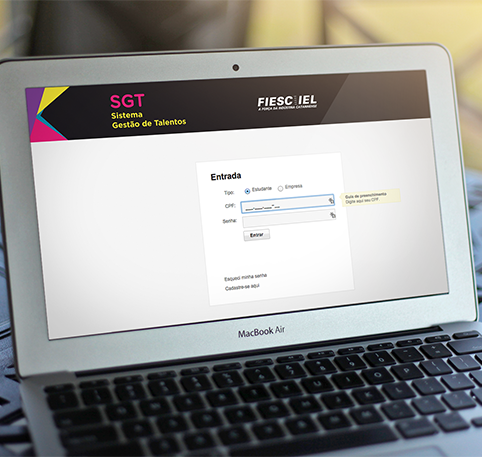 SGT
Sistema
Gestão de Talentos
FIESC IEL
A FORÇA DA INDÚSTRIA CATARINENSE
Entrada
Tipo: Estudante Empresa
CPF: ___.___.___-__
Guia de preenchimento
Digite aqui seu CPF
Senha:
Entrar
Esqueci minha senha
Cadastre-se aqui
MacBook Air